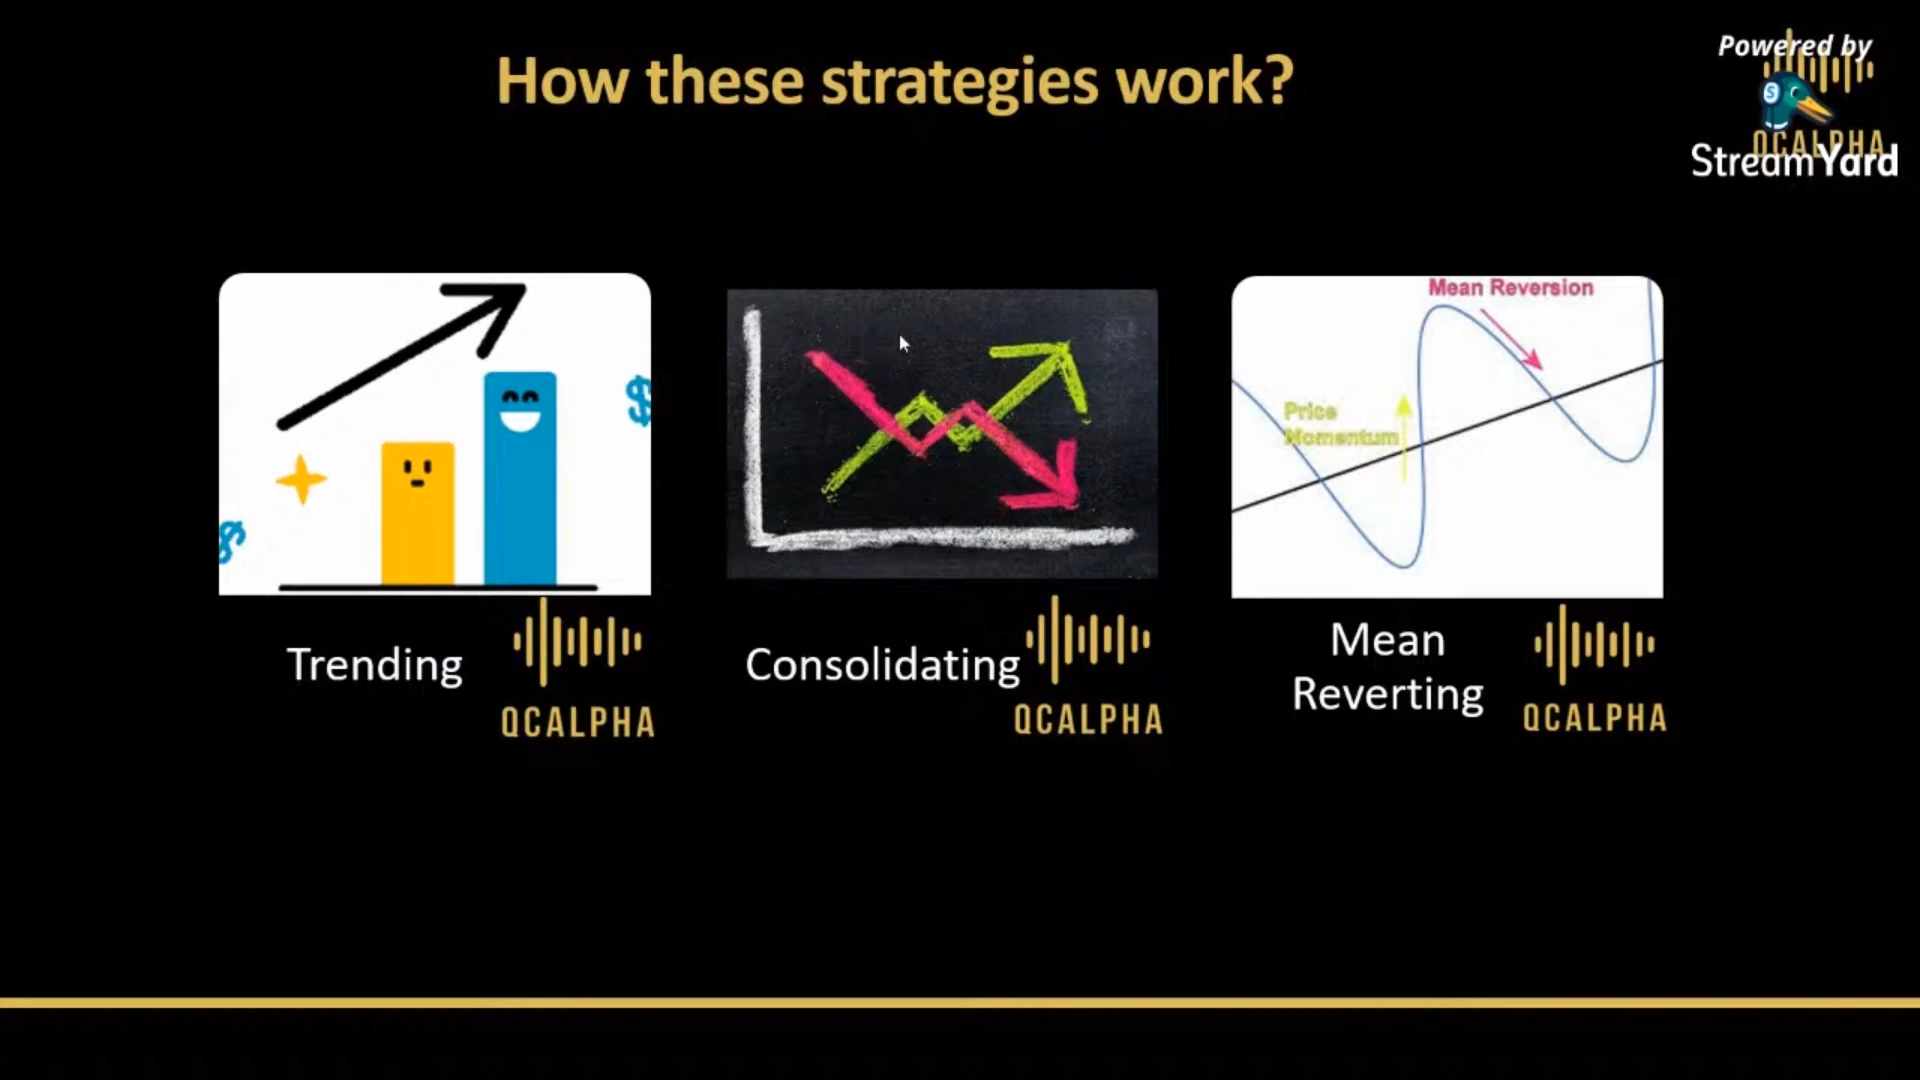 How these strategies work?
Powered by
QCALPHA
StreamYard
Mean Reversion
Price
Momentum
Trending
QCALPHA
Consolidating
QCALPHA
Mean
Reverting
QCALPHA